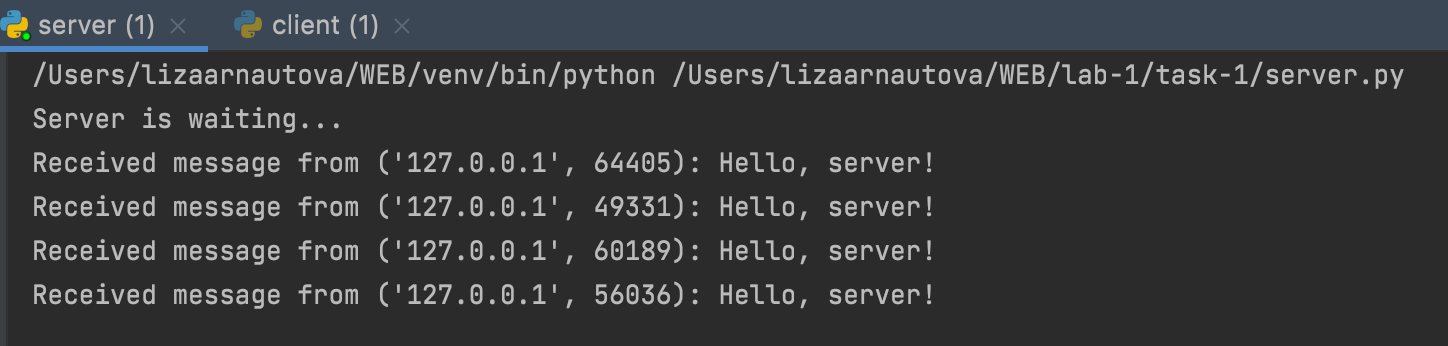 server (1) × client (1) ×
/Users/lizaarnautova/WEB/venv/bin/python /Users/lizaarnautova/WEB/lab-1/task-1/server.py
Server is waiting...
Received message from ('127.0.0.1', 64405): Hello, server!
Received message from ('127.0.0.1', 49331): Hello, server!
Received message from ('127.0.0.1', 60189): Hello, server!
Received message from ('127.0.0.1', 56036): Hello, server!